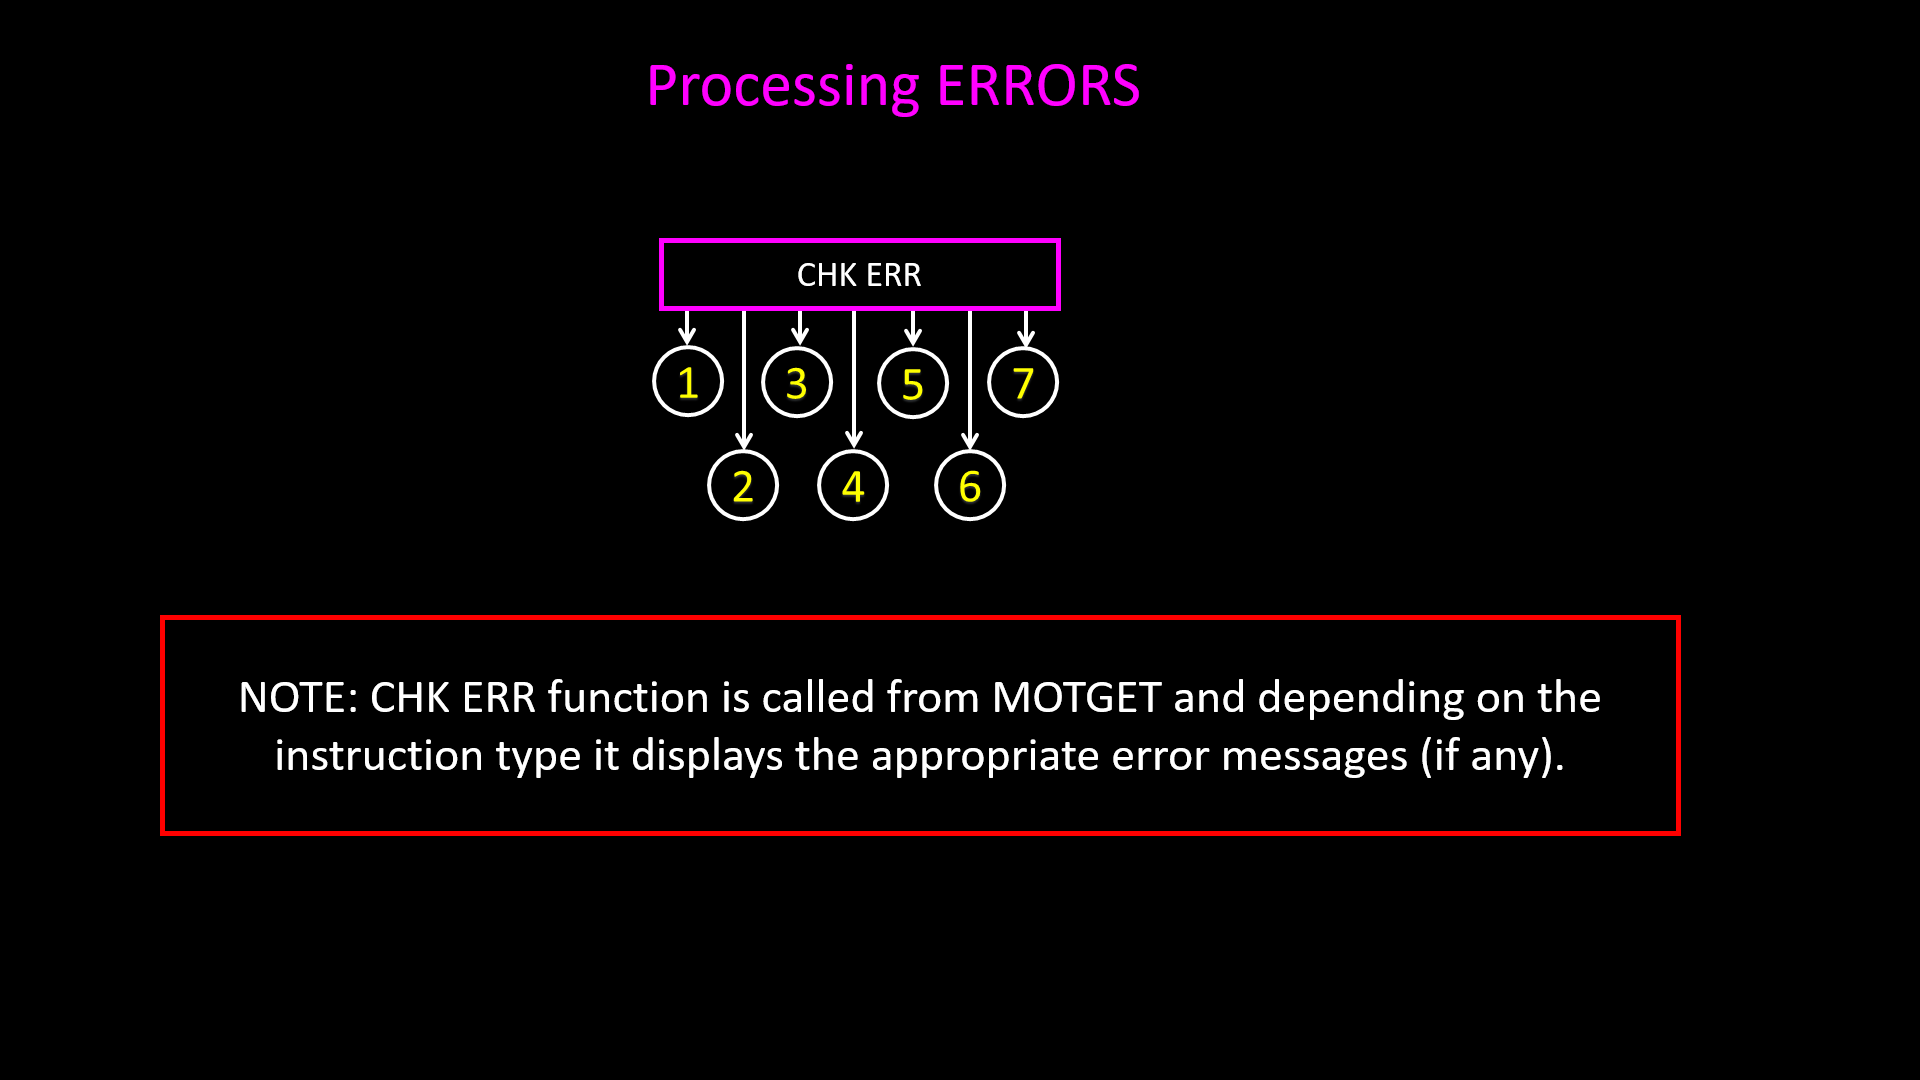 Processing ERRORS
CHK ERR
1 3 5 7
2 4 6
NOTE: CHK ERR function is called from MOTGET and depending on the
instruction type it displays the appropriate error messages (if any).